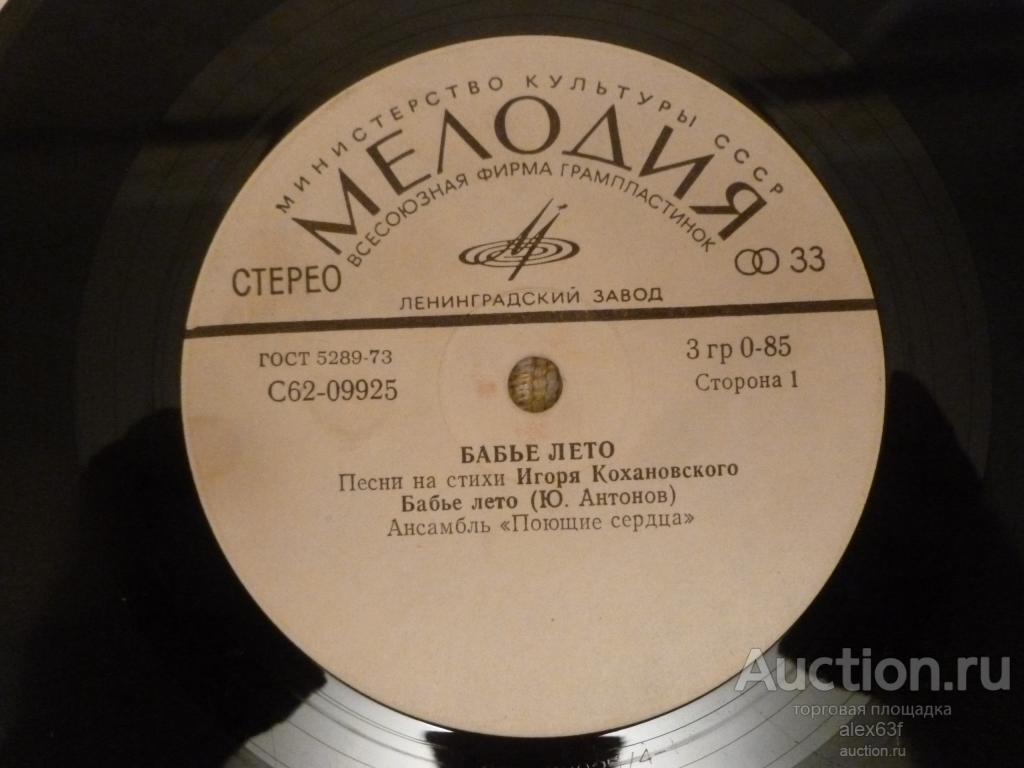 МИНИСТЕРСТВО КУЛЬТУРЫ СССР
МЕЛОДИЯ
ВСЕСОЮЗНАЯ ФИРМА ГРАМПЛАСТИНОК
СТЕРЕО
33
ЛЕНИНГРАДСКИЙ ЗАВОД
ГОСТ 5289-73
3 гр 0-85
С62-09925
Сторона 1
БАБЬЕ ЛЕТО
Песни на стихи Игоря Кохановского
Бабье лето (Ю. Антонов)
Ансамбль «Поющие сердца»
Auction.ru
торговая площадка
alex63f
auction.ru